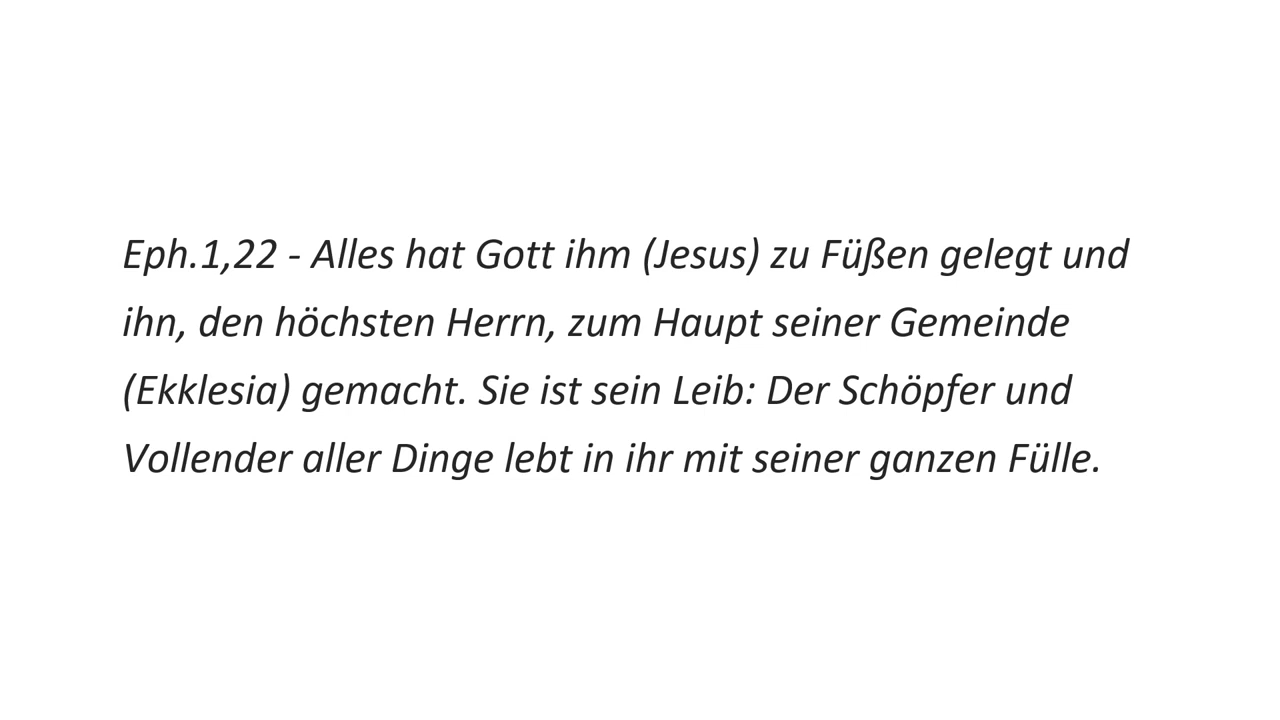 Eph.1,22 - Alles hat Gott ihm (Jesus) zu Füßen gelegt und
ihn, den höchsten Herrn, zum Haupt seiner Gemeinde
(Ekklesia) gemacht. Sie ist sein Leib: Der Schöpfer und
Vollender aller Dinge lebt in ihr mit seiner ganzen Fülle.